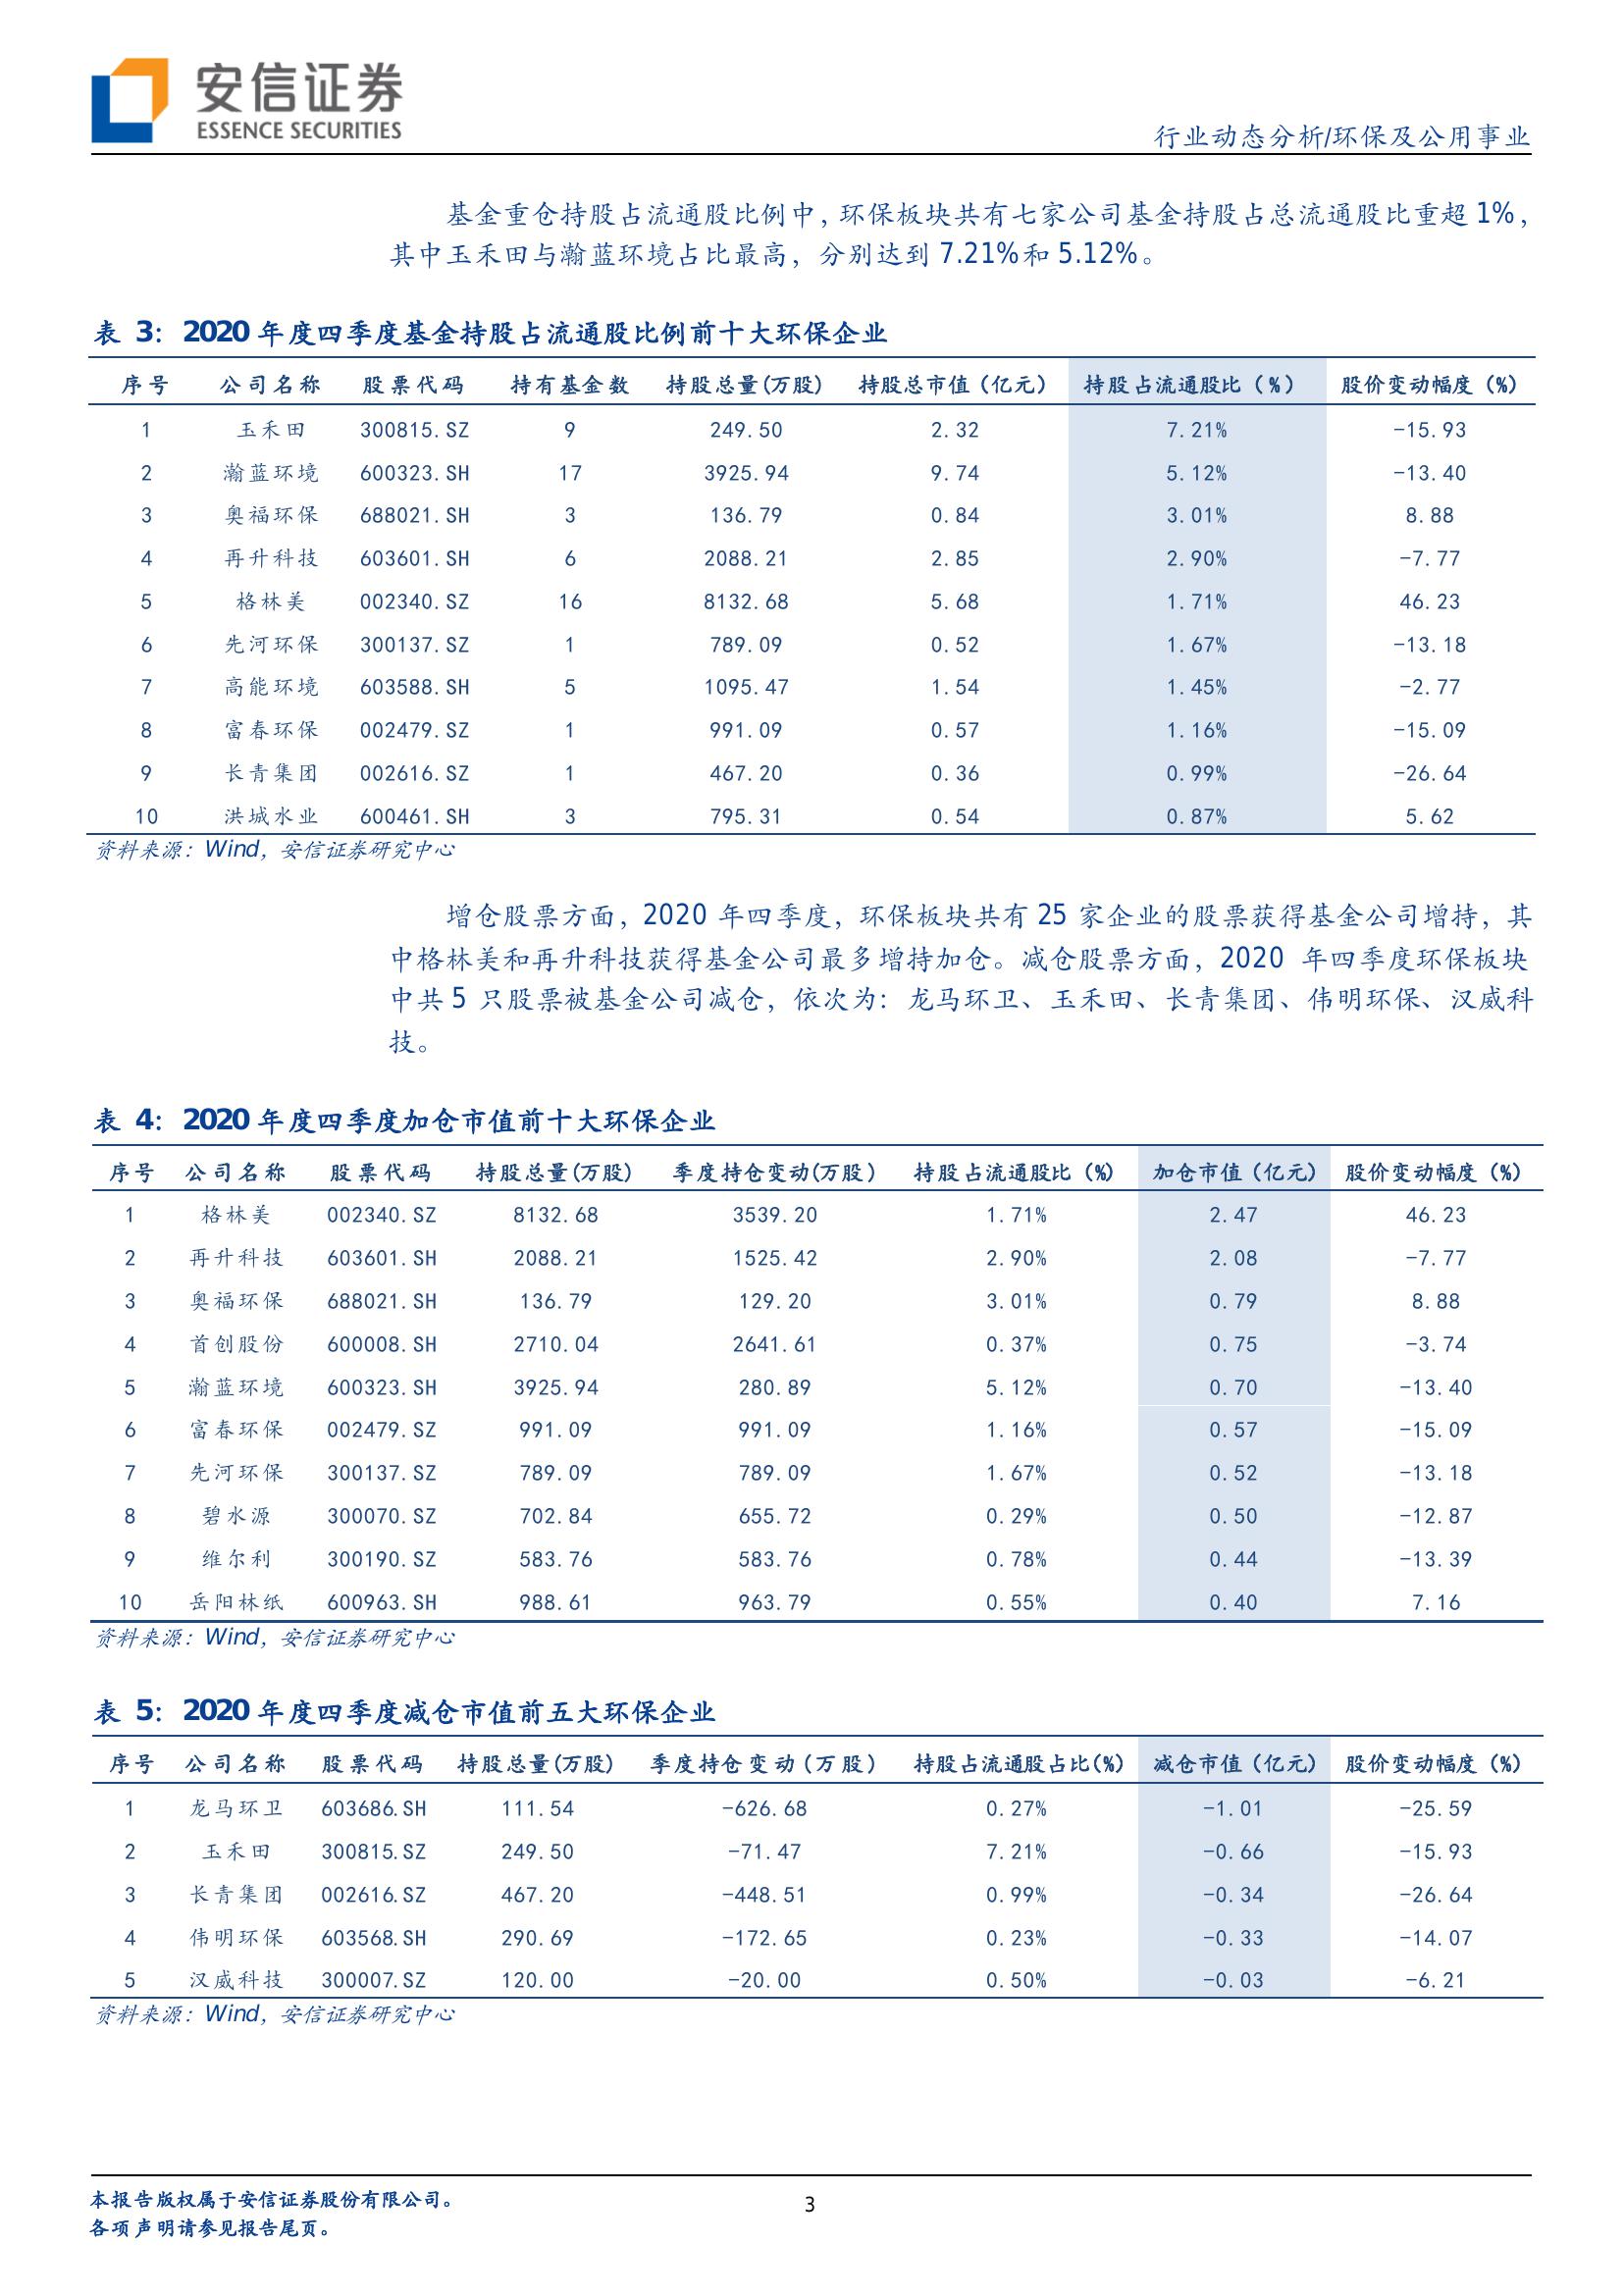 安信证券
ESSENCE SECURITIES
行业动态分析/环保及公用事业
基金重仓持股占流通股比例中，环保板块共有七家公司基金持股占总流通股比重超 1%，
其中玉禾田与瀚蓝环境占比最高，分别达到 7.21%和 5.12%。
表 3：2020 年度四季度基金持股占流通股比例前十大环保企业
序号 公司名称 股票代码 持有基金数 持股总量(万股) 持股总市值（亿元） 持股占流通股比（%） 股价变动幅度（%）
1 玉禾田 300815.SZ 9 249.50 2.32 7.21% -15.93
2 瀚蓝环境 600323.SH 17 3925.94 9.74 5.12% -13.40
3 奥福环保 688021.SH 3 136.79 0.84 3.01% 8.88
4 再升科技 603601.SH 6 2088.21 2.85 2.90% -7.77
5 格林美 002340.SZ 16 8132.68 5.68 1.71% 46.23
6 先河环保 300137.SZ 1 789.09 0.52 1.67% -13.18
7 高能环境 603588.SH 5 1095.47 1.54 1.45% -2.77
8 富春环保 002479.SZ 1 991.09 0.57 1.16% -15.09
9 长青集团 002616.SZ 1 467.20 0.36 0.99% -26.64
10 洪城水业 600461.SH 3 795.31 0.54 0.87% 5.62
资料来源：Wind，安信证券研究中心
增仓股票方面，2020 年四季度，环保板块共有 25 家企业的股票获得基金公司增持，其
中格林美和再升科技获得基金公司最多增持加仓。减仓股票方面，2020 年四季度环保板块
中共 5 只股票被基金公司减仓，依次为：龙马环卫、玉禾田、长青集团、伟明环保、汉威科
技。
表 4：2020 年度四季度加仓市值前十大环保企业
序号 公司名称 股票代码 持股总量(万股) 季度持仓变动(万股） 持股占流通股比（%） 加仓市值（亿元） 股价变动幅度（%）
1 格林美 002340.SZ 8132.68 3539.20 1.71% 2.47 46.23
2 再升科技 603601.SH 2088.21 1525.42 2.90% 2.08 -7.77
3 奥福环保 688021.SH 136.79 129.20 3.01% 0.79 8.88
4 首创股份 600008.SH 2710.04 2641.61 0.37% 0.75 -3.74
5 瀚蓝环境 600323.SH 3925.94 280.89 5.12% 0.70 -13.40
6 富春环保 002479.SZ 991.09 991.09 1.16% 0.57 -15.09
7 先河环保 300137.SZ 789.09 789.09 1.67% 0.52 -13.18
8 碧水源 300070.SZ 702.84 655.72 0.29% 0.50 -12.87
9 维尔利 300190.SZ 583.76 583.76 0.78% 0.44 -13.39
10 岳阳林纸 600963.SH 988.61 963.79 0.55% 0.40 7.16
资料来源：Wind，安信证券研究中心
表 5：2020 年度四季度减仓市值前五大环保企业
序号 公司名称 股票代码 持股总量(万股) 季度持仓变动（万股） 持股占流通股占比(%) 减仓市值（亿元） 股价变动幅度（%）
1 龙马环卫 603686.SH 111.54 -626.68 0.27% -1.01 -25.59
2 玉禾田 300815.SZ 249.50 -71.47 7.21% -0.66 -15.93
3 长青集团 002616.SZ 467.20 -448.51 0.99% -0.34 -26.64
4 伟明环保 603568.SH 290.69 -172.65 0.23% -0.33 -14.07
5 汉威科技 300007.SZ 120.00 -20.00 0.50% -0.03 -6.21
资料来源：Wind，安信证券研究中心
本报告版权属于安信证券股份有限公司。
各项声明请参见报告尾页。
3